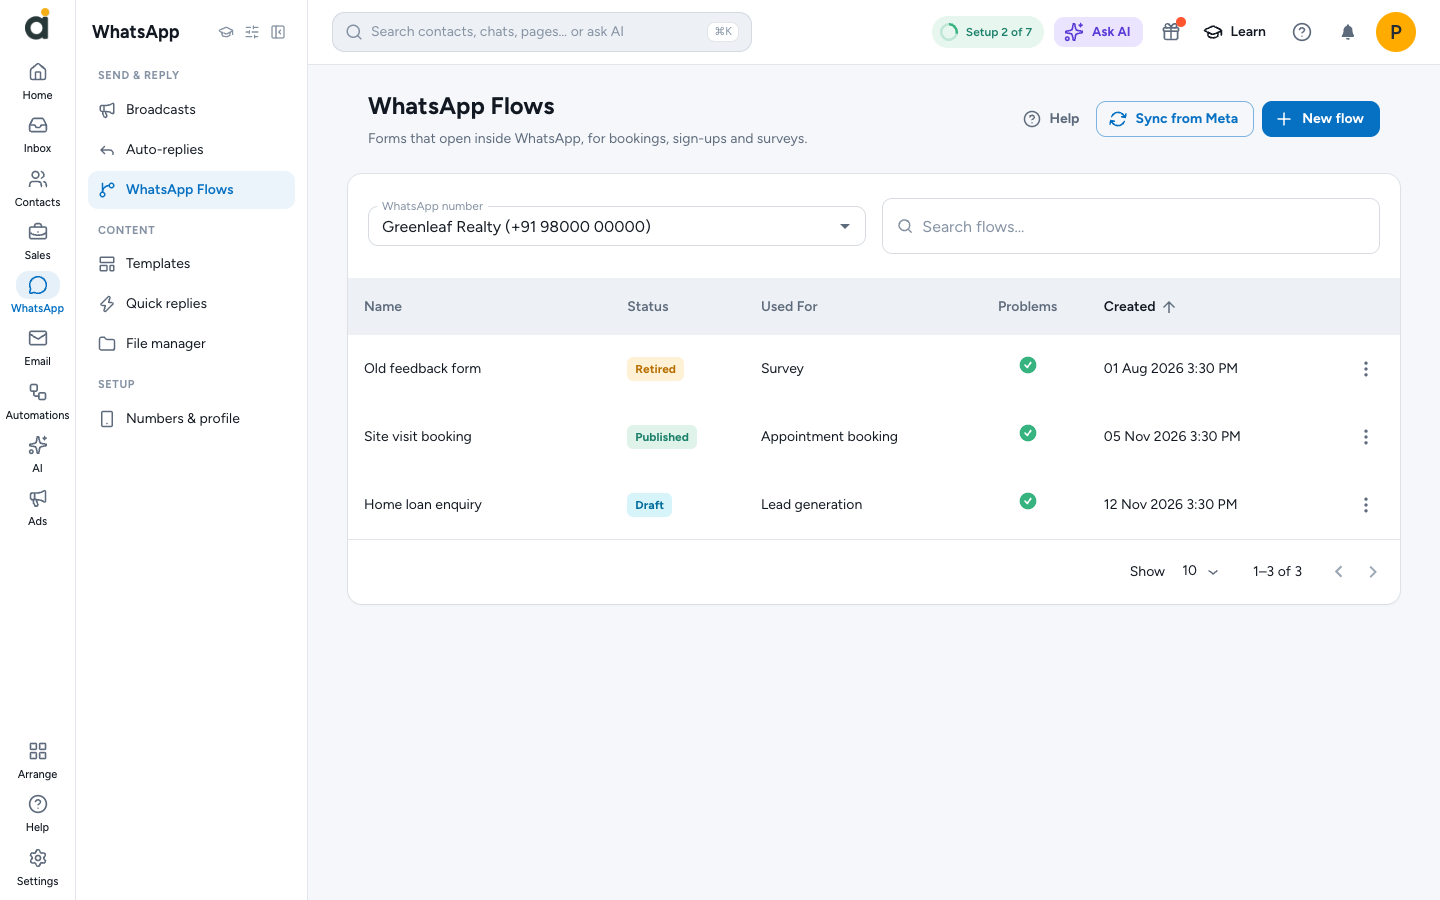 WhatsApp
Search contacts, chats, pages... or ask AI
⌘K
Setup 2 of 7
Ask AI
Learn
P
Home
Inbox
Contacts
Sales
WhatsApp
Email
Automations
AI
Ads
Arrange
Help
Settings
SEND & REPLY
Broadcasts
Auto-replies
WhatsApp Flows
CONTENT
Templates
Quick replies
File manager
SETUP
Numbers & profile
WhatsApp Flows
Forms that open inside WhatsApp, for bookings, sign-ups and surveys.
Help
Sync from Meta
New flow
WhatsApp number
Greenleaf Realty (+91 98000 00000)
Search flows...
Name Status Used For Problems Created
Old feedback form Retired Survey 01 Aug 2026 3:30 PM
Site visit booking Published Appointment booking 05 Nov 2026 3:30 PM
Home loan enquiry Draft Lead generation 12 Nov 2026 3:30 PM
Show 10 1–3 of 3